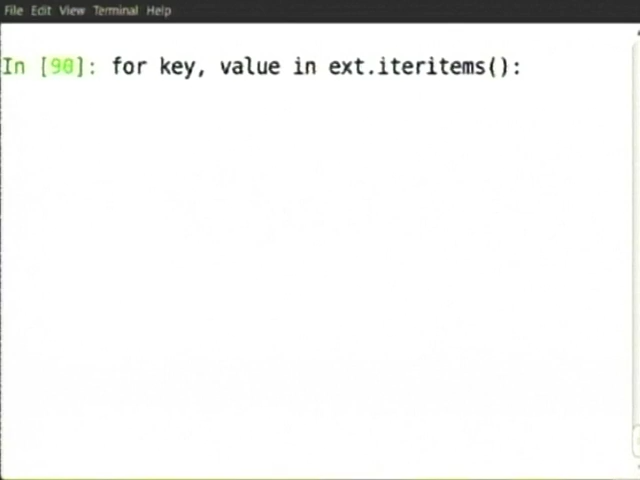 File Edit View Terminal Help
In [90]: for key, value in ext.iteritems():